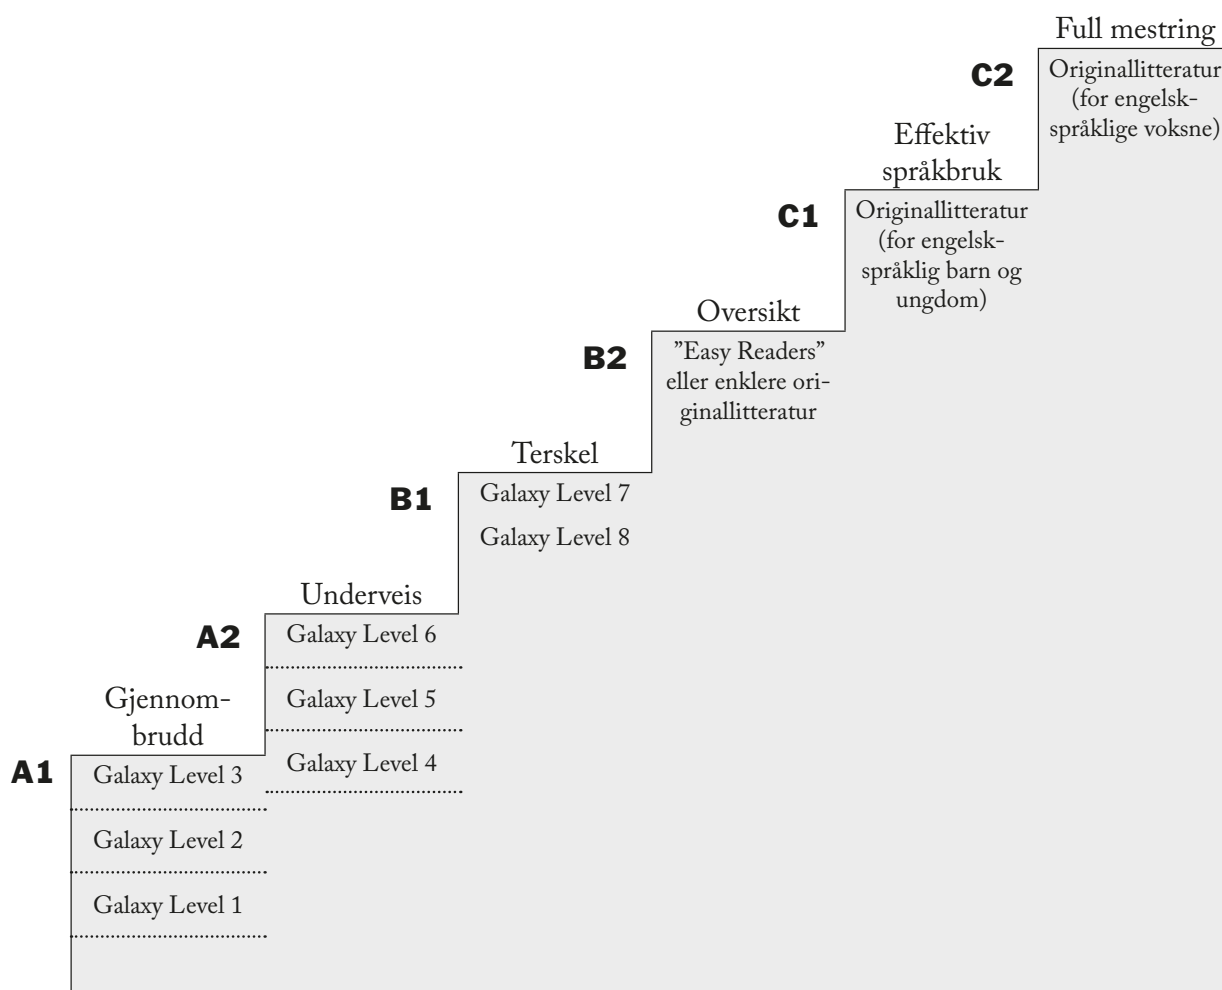 Full mestring
C2
Originallitteratur
(for engelsk-
språklige voksne)
Effektiv
språkbruk
C1
Originallitteratur
(for engelsk-
språklig barn og
ungdom)
Oversikt
B2
”Easy Readers”
eller enklere ori-
ginallitteratur
Terskel
B1
Galaxy Level 7
Galaxy Level 8
Underveis
A2
Galaxy Level 6
Galaxy Level 5
Galaxy Level 4
Gjennom-
brudd
A1
Galaxy Level 3
Galaxy Level 2
Galaxy Level 1